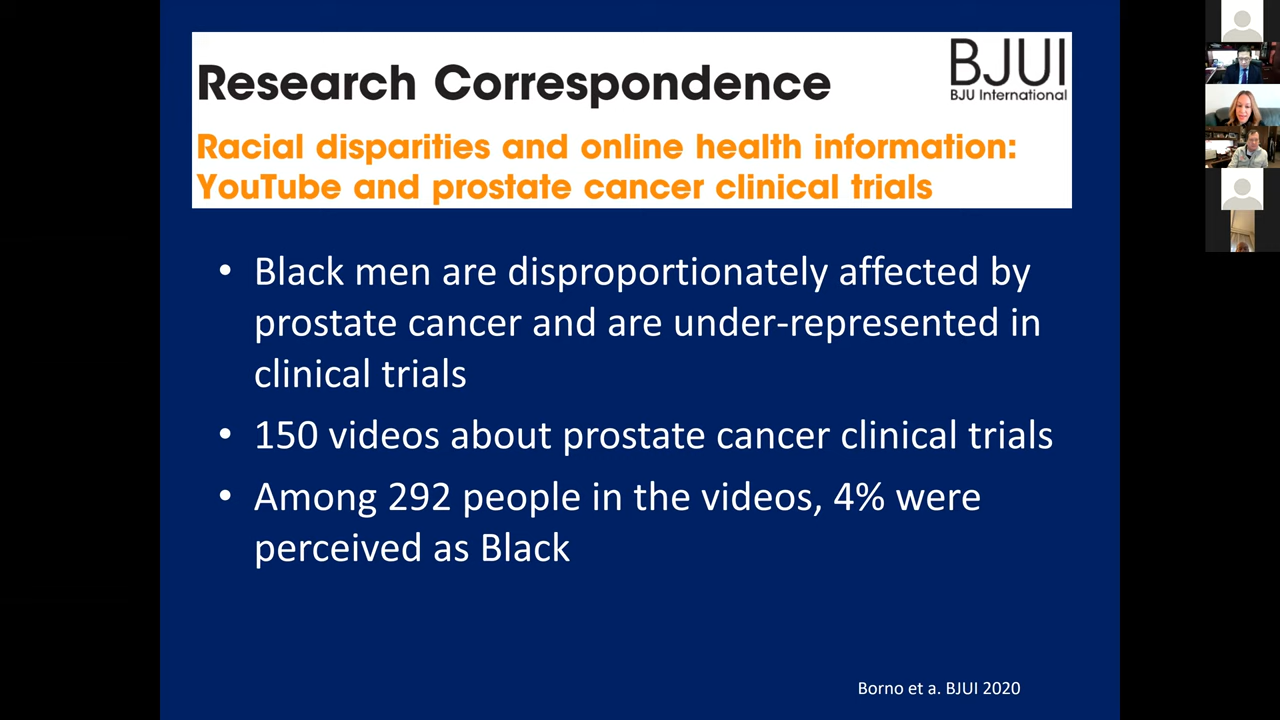 Research Correspondence
BJUI
BJU International
Racial disparities and online health information:
YouTube and prostate cancer clinical trials
• Black men are disproportionately affected by
prostate cancer and are under-represented in
clinical trials
• 150 videos about prostate cancer clinical trials
• Among 292 people in the videos, 4% were
perceived as Black
Borno et a. BJUI 2020